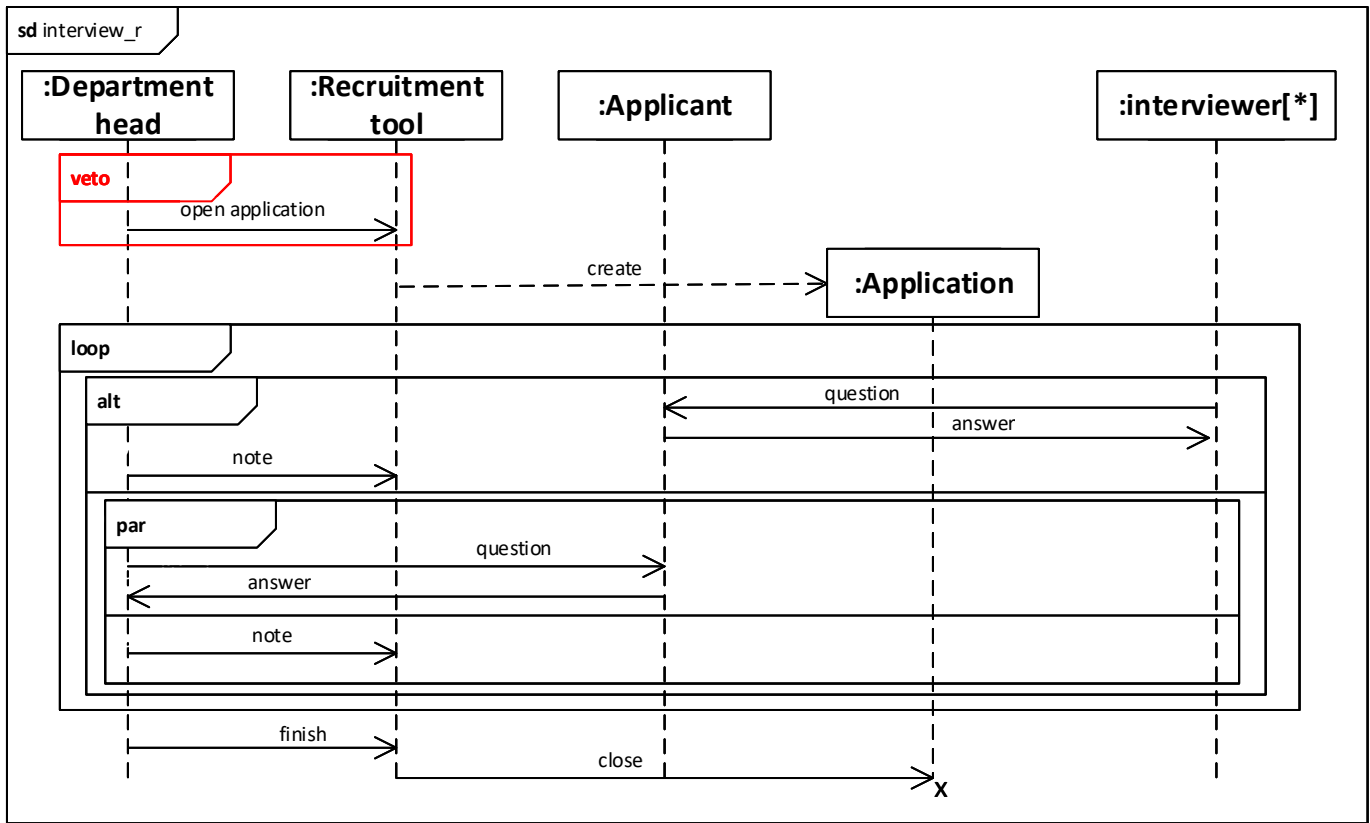 sd interview_r
:Department
head
:Recruitment
tool
:Applicant
:interviewer[*]
veto
open application
create
:Application
loop
alt
question
answer
note
par
question
answer
note
finish
close
X